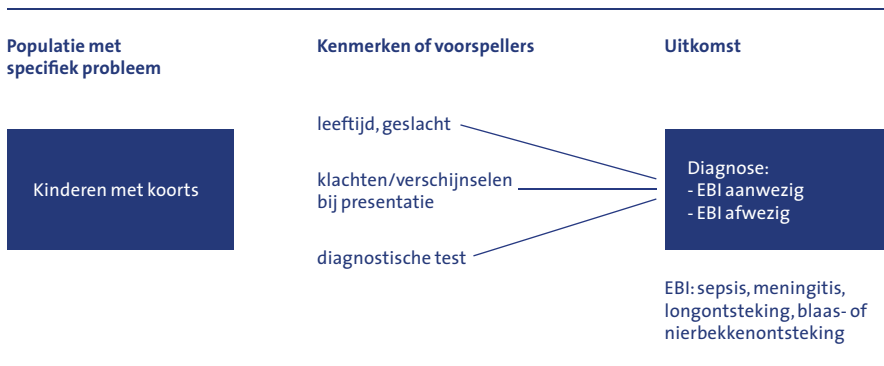 Populatie met
specifiek probleem
Kenmerken of voorspellers
Uitkomst
Kinderen met koorts
leeftijd, geslacht
klachten/verschijnselen
bij presentatie
diagnostische test
Diagnose:
- EBI aanwezig
- EBI afwezig
EBI: sepsis, meningitis,
longontsteking, blaas- of
nierbekkenontsteking